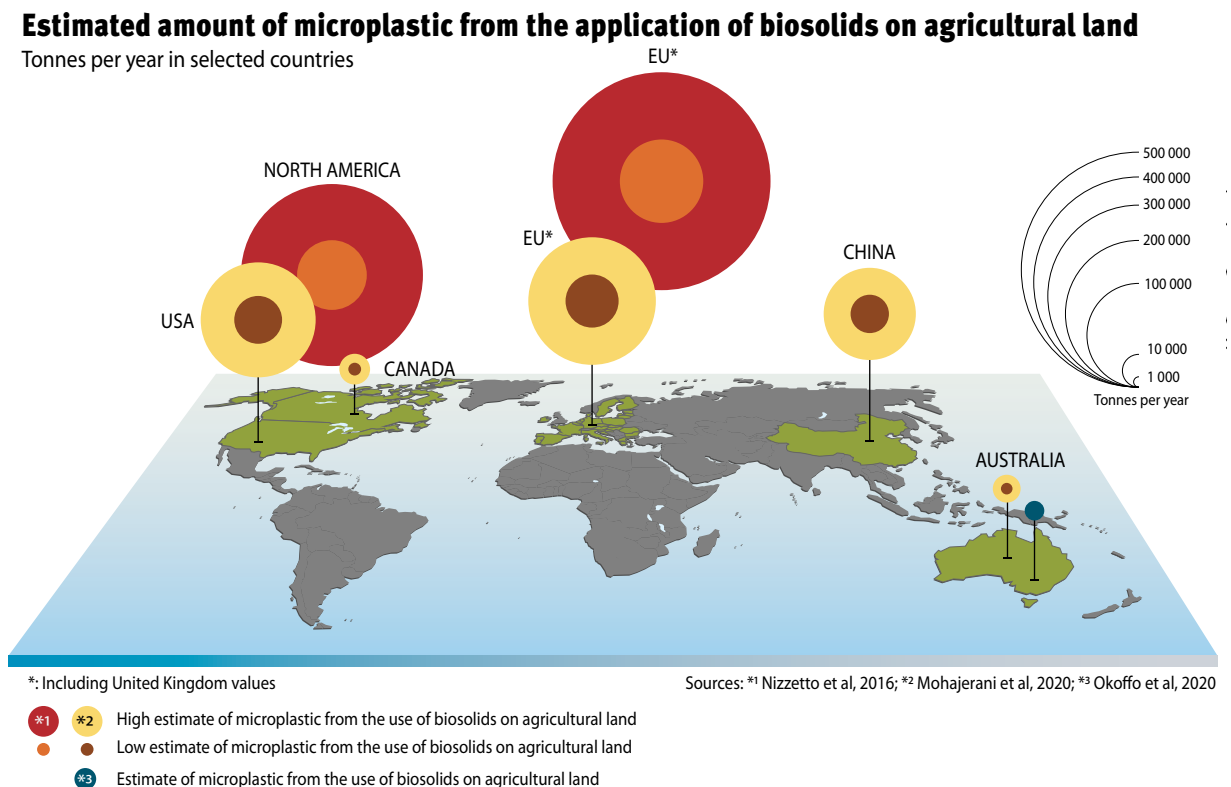 Estimated amount of microplastic from the application of biosolids on agricultural land
Tonnes per year in selected countries
EU*
NORTH AMERICA
EU*
CHINA
USA
CANADA
AUSTRALIA
500 000
400 000
300 000
200 000
100 000
10 000
1 000
Tonnes per year
*: Including United Kingdom values
Sources: *¹ Nizzetto et al, 2016; *² Mohajerani et al, 2020; *³ Okoffo et al, 2020
*1 *2 High estimate of microplastic from the use of biosolids on agricultural land
Low estimate of microplastic from the use of biosolids on agricultural land
*3 Estimate of microplastic from the use of biosolids on agricultural land